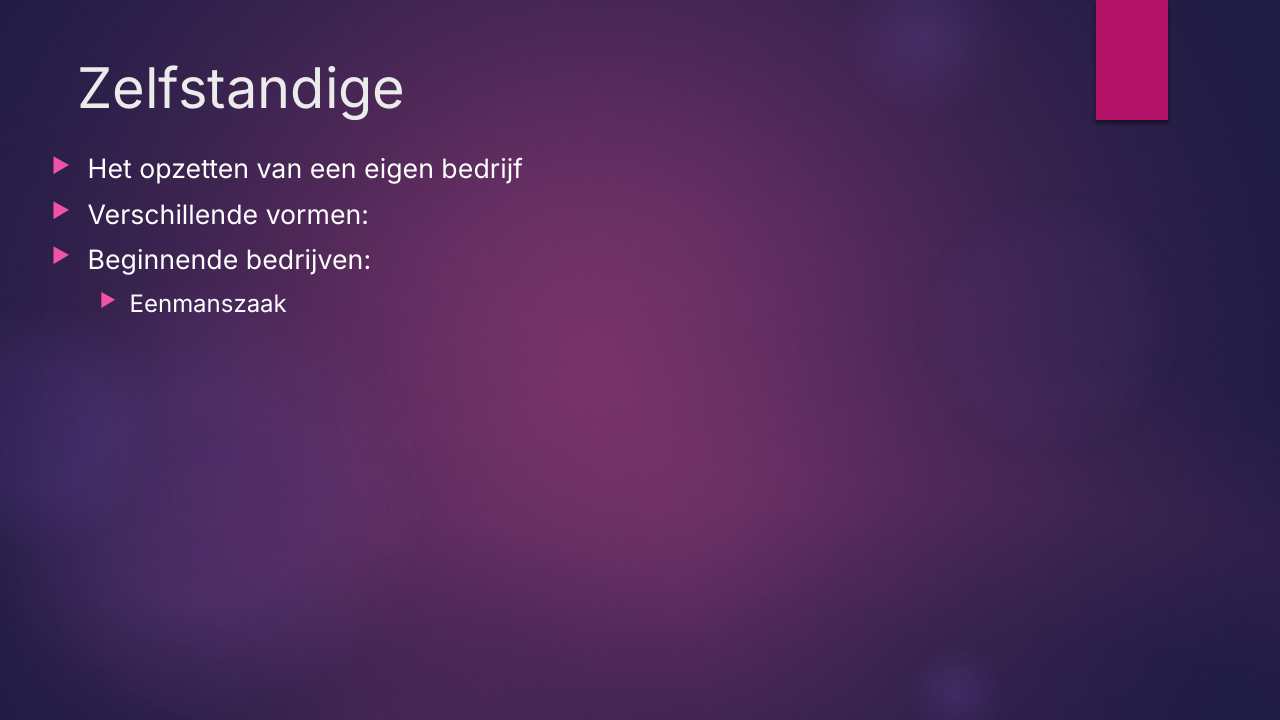 Zelfstandige
Het opzetten van een eigen bedrijf
Verschillende vormen:
Beginnende bedrijven:
Eenmanszaak